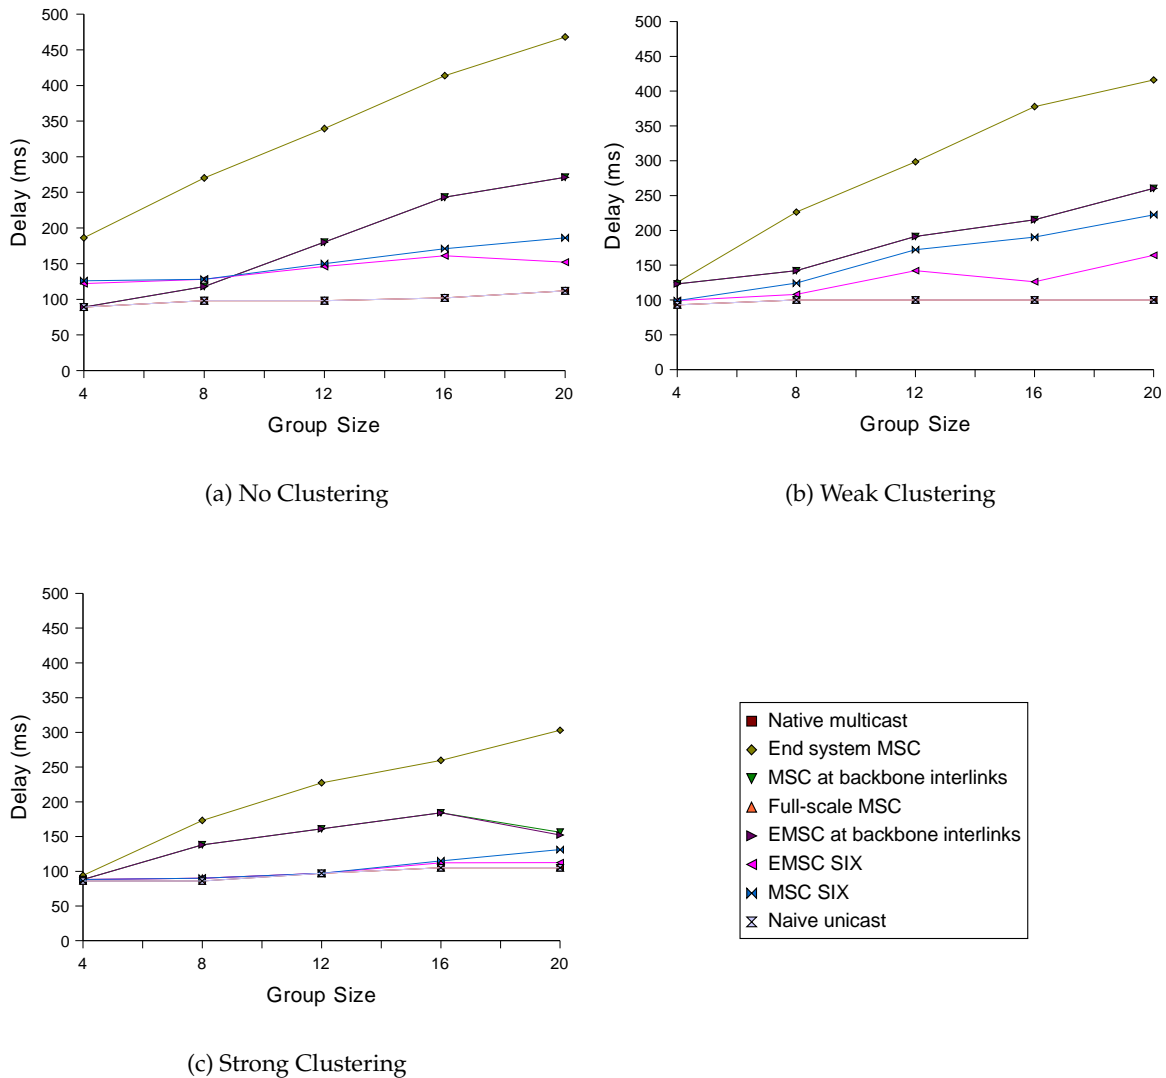 500
450
400
350
300
250
200
150
100
50
0
Delay (ms)
4 8 12 16 20
Group Size
(a) No Clustering
500
450
400
350
300
250
200
150
100
50
0
Delay (ms)
4 8 12 16 20
Group Size
(b) Weak Clustering
500
450
400
350
300
250
200
150
100
50
0
Delay (ms)
4 8 12 16 20
Group Size
(c) Strong Clustering
Native multicast
End system MSC
MSC at backbone interlinks
Full-scale MSC
EMSC at backbone interlinks
EMSC SIX
MSC SIX
Naive unicast